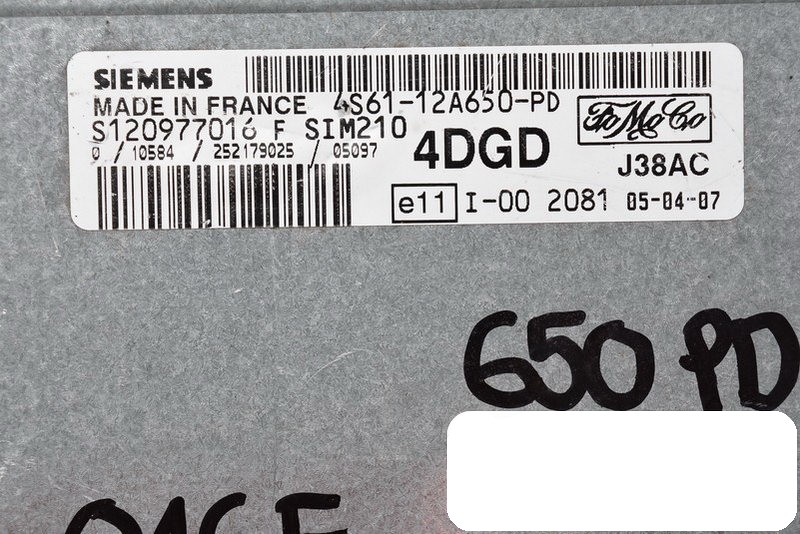 SIEMENS
MADE IN FRANCE 4S61-12A650-PD
S120977016 F SIM210
0 / 10584 / 252179025 / 05097
4DGD
FoMoCo
J38AC
e11 I-00 2081 05-04-07
650 PD
016 F